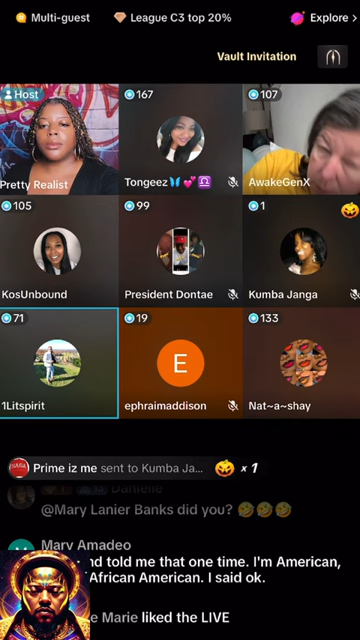 Multi-guest
League C3 top 20%
Explore >
Vault Invitation
Host
Pretty Realist
167
Tongeez🦋💕♎
107
AwakeGenX
105
KosUnbound
99
President Dontae
1
Kumba Janga
71
1Litspirit
E
19
ephraimaddison
133
Nat~a~shay
Prime iz me sent to Kumba Ja... 🎃 x 1
Danielle
@Mary Lanier Banks did you? 🤣🤣🤣
Mary Amadeo
nd told me that one time. I'm American,
African American. I said ok.
e Marie liked the LIVE